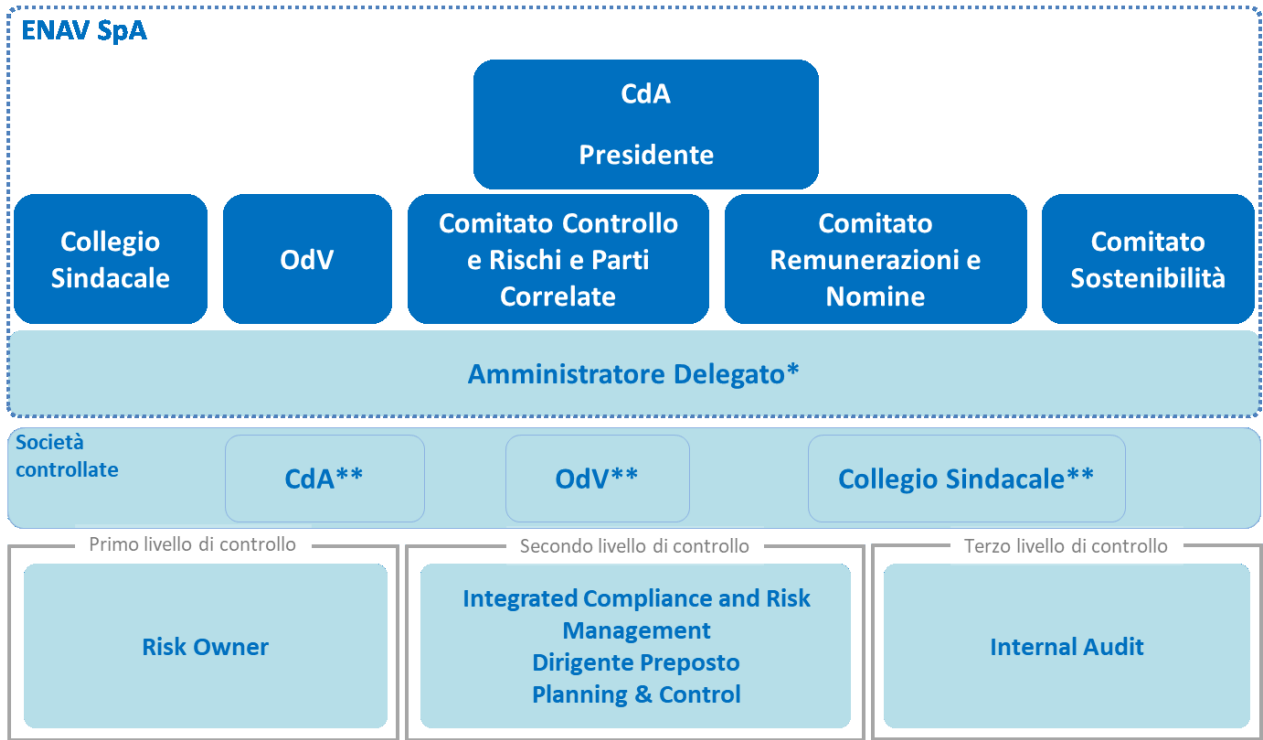 ENAV SpA
CdA
Presidente
Collegio
Sindacale
OdV
Comitato Controllo
e Rischi e Parti
Correlate
Comitato
Remunerazioni e
Nomine
Comitato
Sostenibilità
Amministratore Delegato*
Società
controllate
CdA**
OdV**
Collegio Sindacale**
Primo livello di controllo
Secondo livello di controllo
Terzo livello di controllo
Risk Owner
Integrated Compliance and Risk
Management
Dirigente Preposto
Planning & Control
Internal Audit